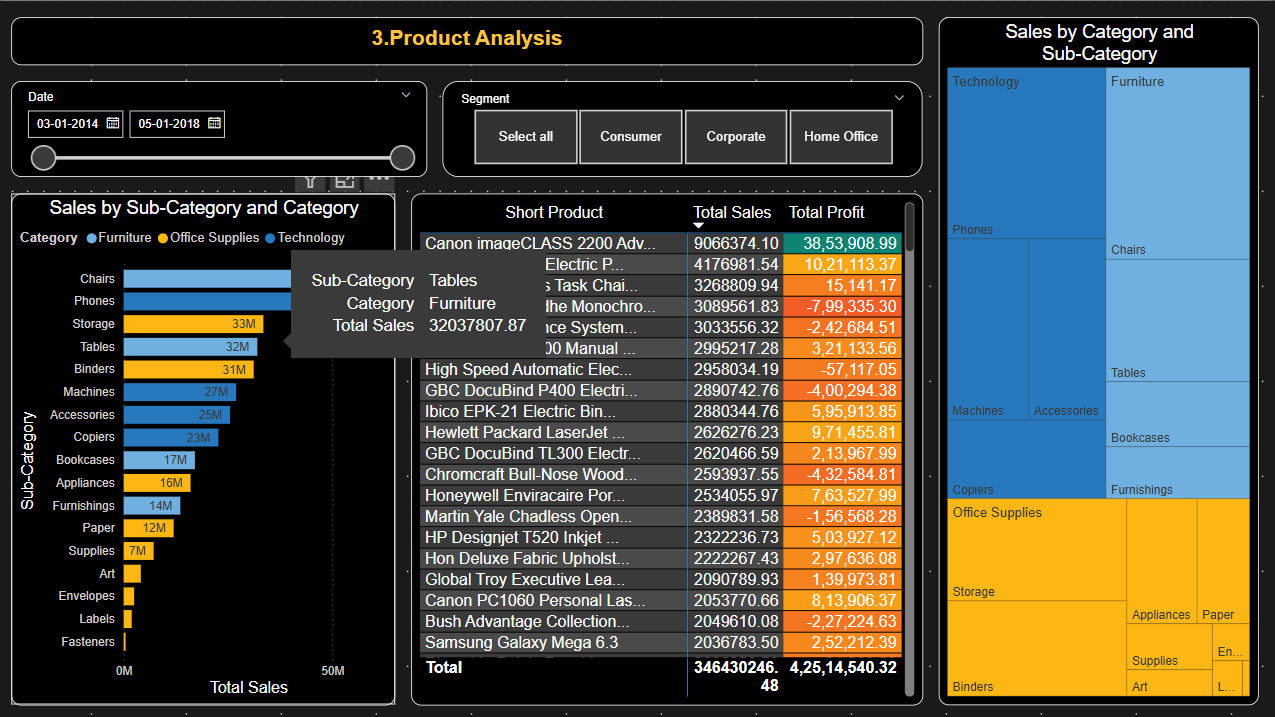 3.Product Analysis
Date
03-01-2014
05-01-2018
Segment
Select all
Consumer
Corporate
Home Office
Sales by Sub-Category and Category
Category
Furniture
Office Supplies
Technology
Sub-Category
Chairs
Phones
Storage
33M
Tables
32M
Binders
31M
Machines
27M
Accessories
25M
Copiers
23M
Bookcases
17M
Appliances
16M
Furnishings
14M
Paper
12M
Supplies
7M
Art
Envelopes
Labels
Fasteners
0M
50M
Total Sales
Sub-Category Tables
Category Furniture
Total Sales 32037807.87
Short Product Total Sales Total Profit
Canon imageCLASS 2200 Adv... 9066374.10 38,53,908.99
Electric P... 4176981.54 10,21,113.37
s Task Chai... 3268809.94 15,141.17
he Monochro... 3089561.83 -7,99,335.30
nce System... 3033556.32 -2,42,684.51
00 Manual ... 2995217.28 3,21,133.56
High Speed Automatic Elec... 2958034.19 -57,117.05
GBC DocuBind P400 Electri... 2890742.76 -4,00,294.38
Ibico EPK-21 Electric Bin... 2880344.76 5,95,913.85
Hewlett Packard LaserJet ... 2626276.23 9,71,455.81
GBC DocuBind TL300 Electr... 2620466.59 2,13,967.99
Chromcraft Bull-Nose Wood... 2593937.55 -4,32,584.81
Honeywell Enviracaire Por... 2534055.97 7,63,527.99
Martin Yale Chadless Open... 2389831.58 -1,56,568.28
HP Designjet T520 Inkjet ... 2322236.73 5,03,927.12
Hon Deluxe Fabric Upholst... 2222267.43 2,97,636.08
Global Troy Executive Lea... 2090789.93 1,39,973.81
Canon PC1060 Personal Las... 2053770.66 8,13,906.37
Bush Advantage Collection... 2049610.08 -2,27,224.63
Samsung Galaxy Mega 6.3 2036783.50 2,52,212.39
Total 346430246. 4,25,14,540.32
48
Sales by Category and
Sub-Category
Technology
Phones
Machines
Accessories
Copiers
Furniture
Chairs
Tables
Bookcases
Furnishings
Office Supplies
Storage
Binders
Appliances
Paper
Supplies
En...
Art
L...